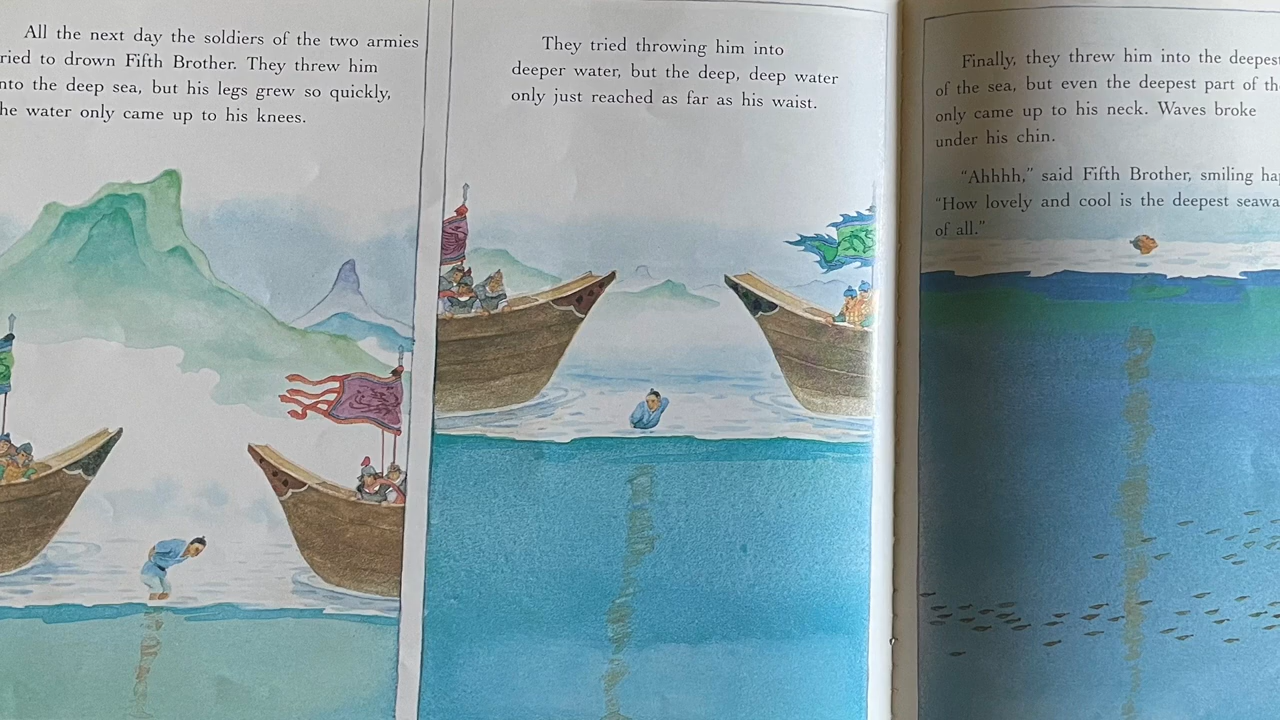 All the next day the soldiers of the two armies
ried to drown Fifth Brother. They threw him
nto the deep sea, but his legs grew so quickly,
he water only came up to his knees.
They tried throwing him into
deeper water, but the deep, deep water
only just reached as far as his waist.
Finally, they threw him into the deepest
of the sea, but even the deepest part of th
only came up to his neck. Waves broke
under his chin.
"Ahhhh," said Fifth Brother, smiling ha
"How lovely and cool is the deepest seawa
of all."